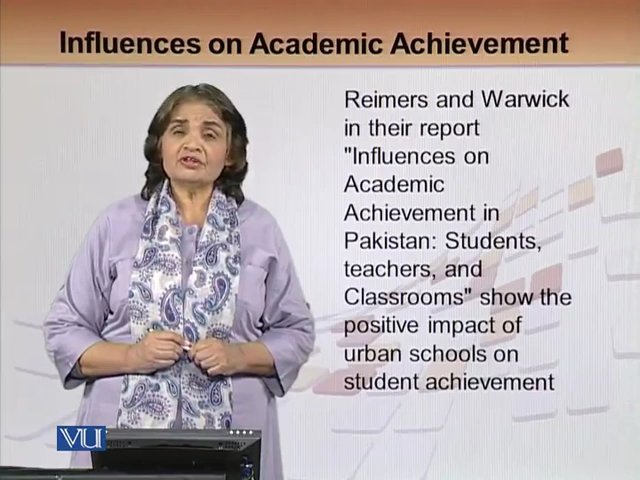 Influences on Academic Achievement
Reimers and Warwick
in their report
"Influences on
Academic
Achievement in
Pakistan: Students,
teachers, and
Classrooms" show the
positive impact of
urban schools on
student achievement
VU